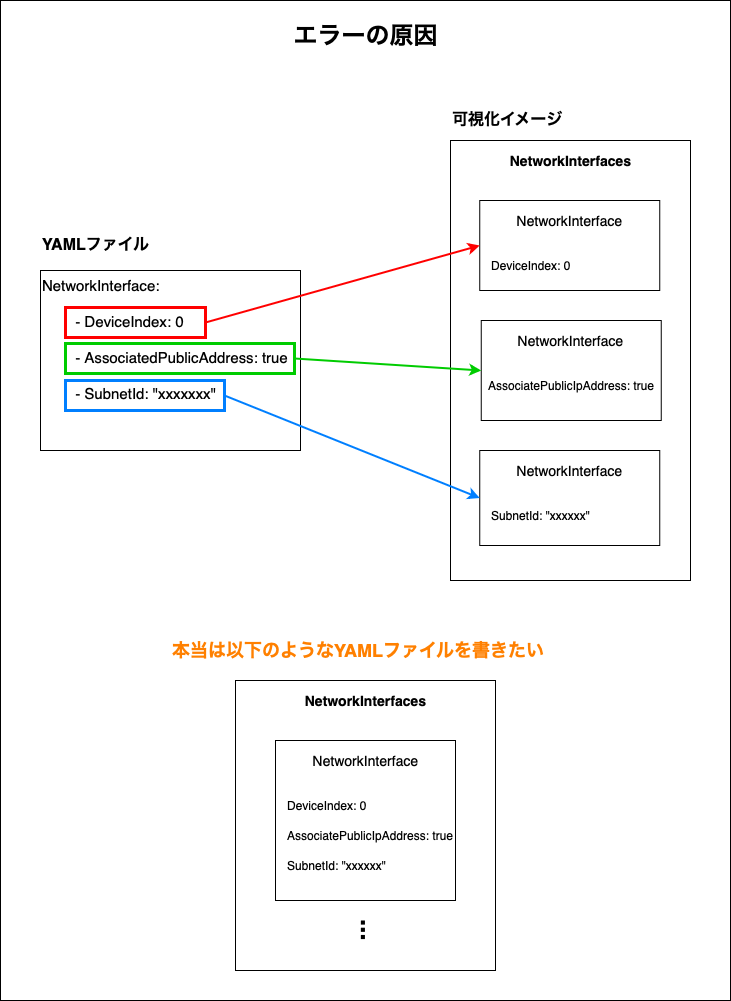 エラーの原因
可視化イメージ
NetworkInterfaces
NetworkInterface
DeviceIndex: 0
NetworkInterface
AssociatePublicIpAddress: true
NetworkInterface
SubnetId: "xxxxxx"
YAMLファイル
NetworkInterface:
- DeviceIndex: 0
- AssociatedPublicAddress: true
- SubnetId: "xxxxxxx"
本当は以下のようなYAMLファイルを書きたい
NetworkInterfaces
NetworkInterface
DeviceIndex: 0
AssociatePublicIpAddress: true
SubnetId: "xxxxxx"
⋮